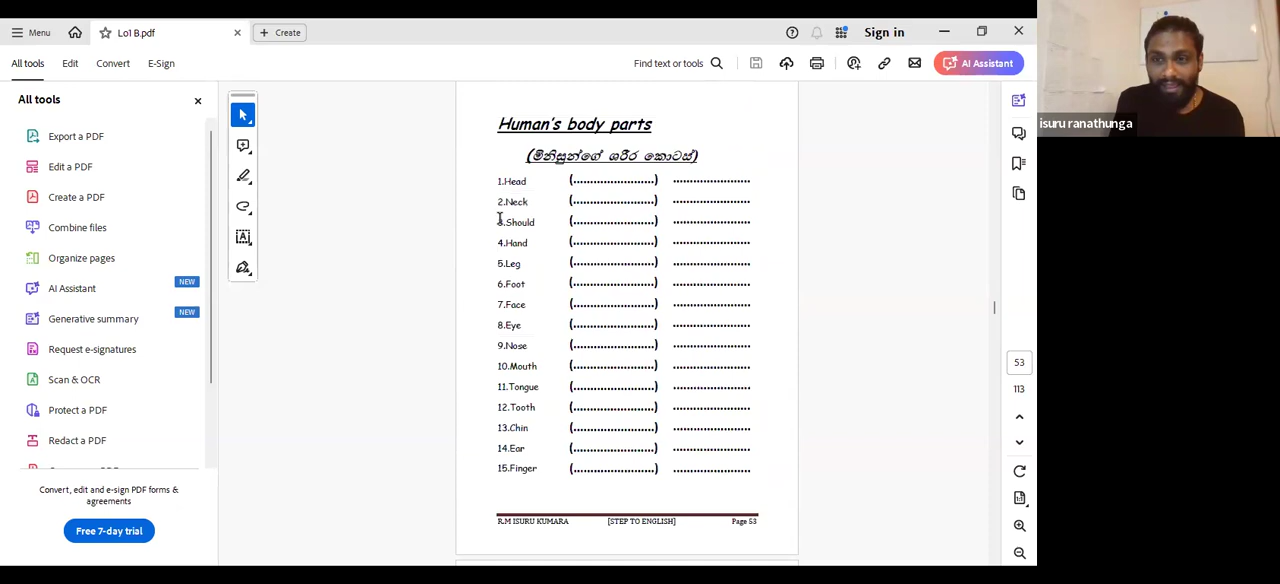 Menu
Lo1 B.pdf
Create
Sign in
All tools
Edit
Convert
E-Sign
Find text or tools
AI Assistant
isuru ranathunga
All tools
Export a PDF
Edit a PDF
Create a PDF
Combine files
Organize pages
AI Assistant NEW
Generative summary NEW
Request e-signatures
Scan & OCR
Protect a PDF
Redact a PDF
Convert, edit and e-sign PDF forms &
agreements
Free 7-day trial
Human's body parts
(මිනිසුන්ගේ ශරීර කොටස්)
1.Head (........................) .......................
2.Neck (........................) .......................
3.Should (........................) .......................
4.Hand (........................) .......................
5.Leg (........................) .......................
6.Foot (........................) .......................
7.Face (........................) .......................
8.Eye (........................) .......................
9.Nose (........................) .......................
10.Mouth (........................) .......................
11.Tongue (........................) .......................
12.Tooth (........................) .......................
13.Chin (........................) .......................
14.Ear (........................) .......................
15.Finger (........................) .......................
R.M ISURU KUMARA [STEP TO ENGLISH] Page 53
53
113